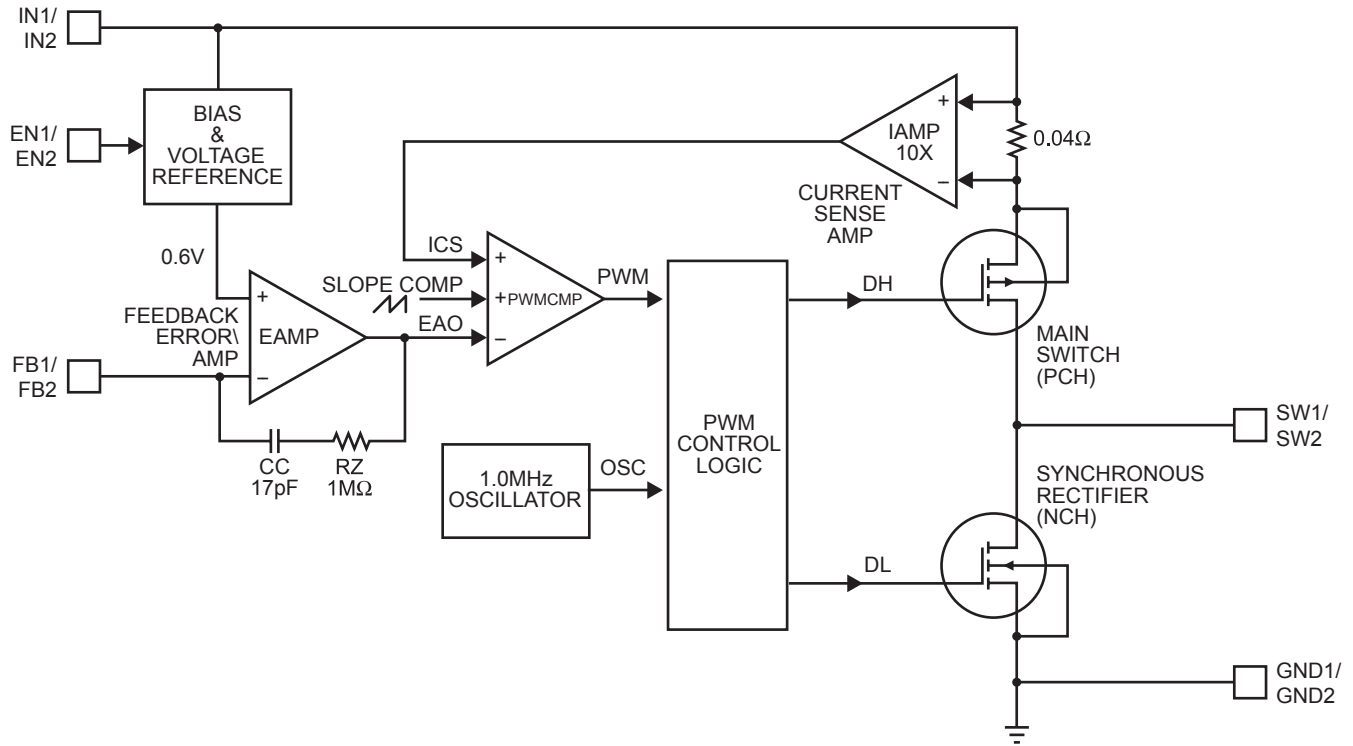 IN1/
IN2
BIAS
&
VOLTAGE
REFERENCE
EN1/
EN2
+
IAMP
10X
–
0.04Ω
CURRENT
SENSE
AMP
0.6V
ICS
+
SLOPE COMP
+
PWMCMP
PWM
EAO
–
FEEDBACK
ERROR\
AMP
+
EAMP
–
FB1/
FB2
CC
17pF
RZ
1MΩ
1.0MHz
OSCILLATOR
OSC
PWM
CONTROL
LOGIC
DH
MAIN
SWITCH
(PCH)
SW1/
SW2
SYNCHRONOUS
RECTIFIER
(NCH)
DL
GND1/
GND2